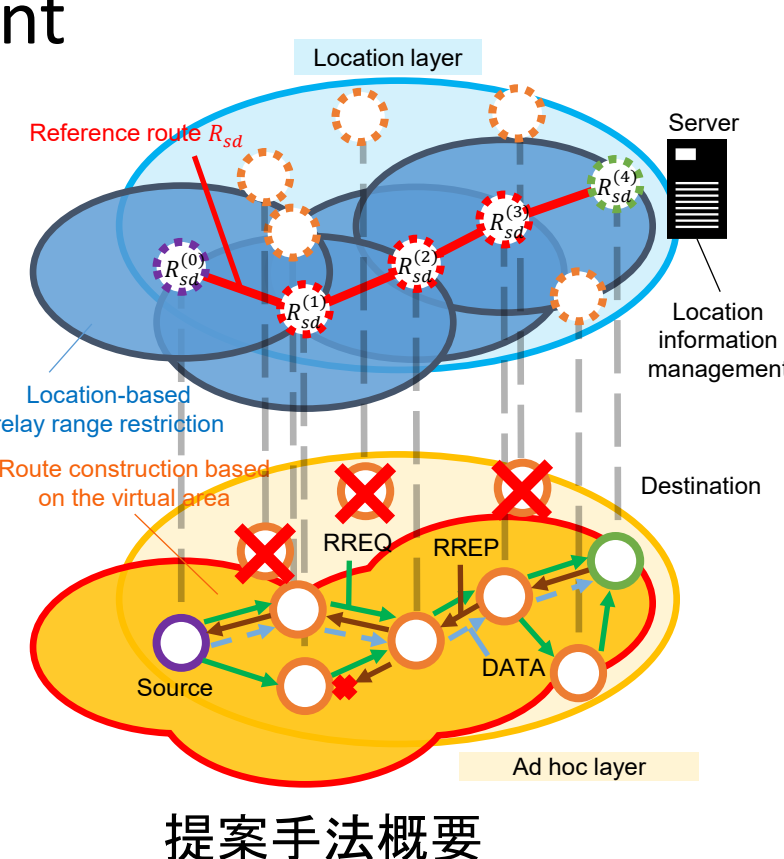 nt
Location layer
Reference route R_sd
Server
R_sd^(4)
R_sd^(3)
R_sd^(2)
R_sd^(0)
R_sd^(1)
Location
information
management
Location-based
relay range restriction
Route construction based
on the virtual area
Destination
RREQ
RREP
DATA
Source
Ad hoc layer
提案手法概要